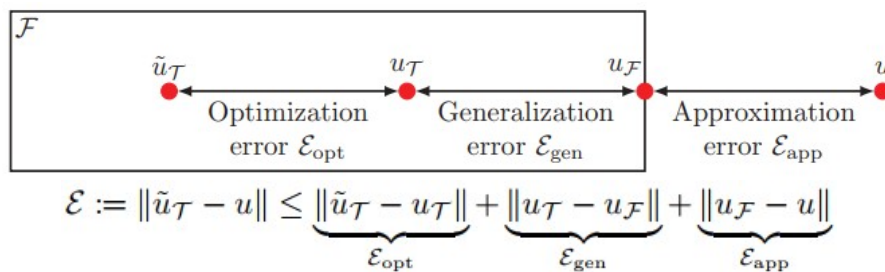 ℱ
ũ_𝒯 u_𝒯 u_ℱ u
Optimization Generalization Approximation
error ℰ_opt error ℰ_gen error ℰ_app
ℰ := ‖ũ_𝒯 − u‖ ≤ ‖ũ_𝒯 − u_𝒯‖ + ‖u_𝒯 − u_ℱ‖ + ‖u_ℱ − u‖
ℰ_opt ℰ_gen ℰ_app